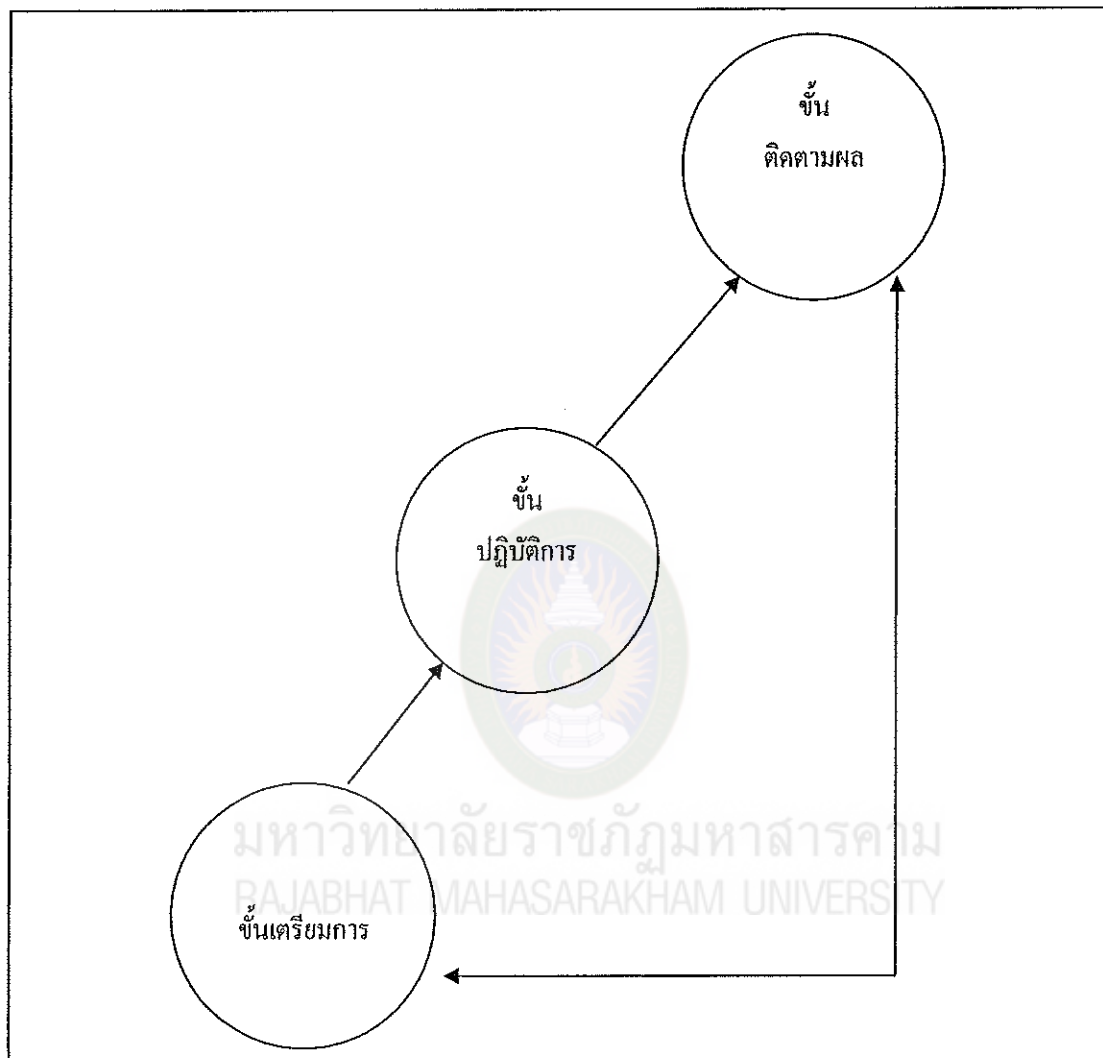 ขั้น
ติดตามผล
ขั้น
ปฏิบัติการ
มหาวิทยาลัยราชภัฏมหาสารคาม
RAJABHAT MAHASARAKHAM UNIVERSITY
ขั้นเตรียมการ